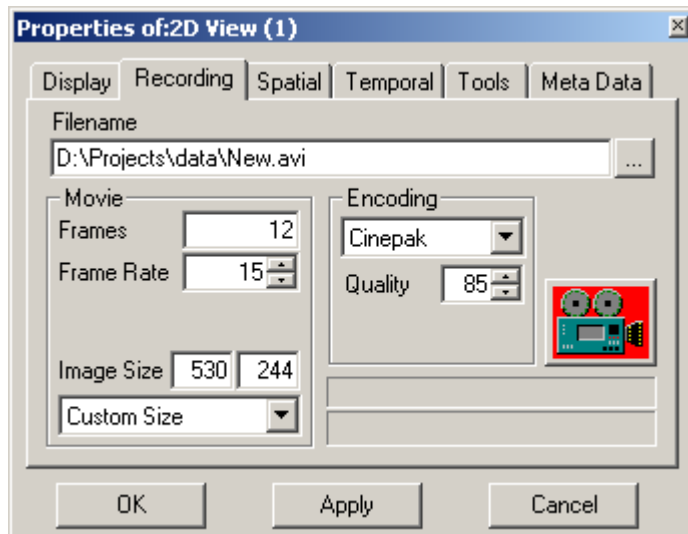 Properties of:2D View (1)
Display Recording Spatial Temporal Tools Meta Data
Filename
D:\Projects\data\New.avi ...
Movie
Frames 12
Frame Rate 15
Image Size 530 244
Custom Size
Encoding
Cinepak
Quality 85
OK Apply Cancel